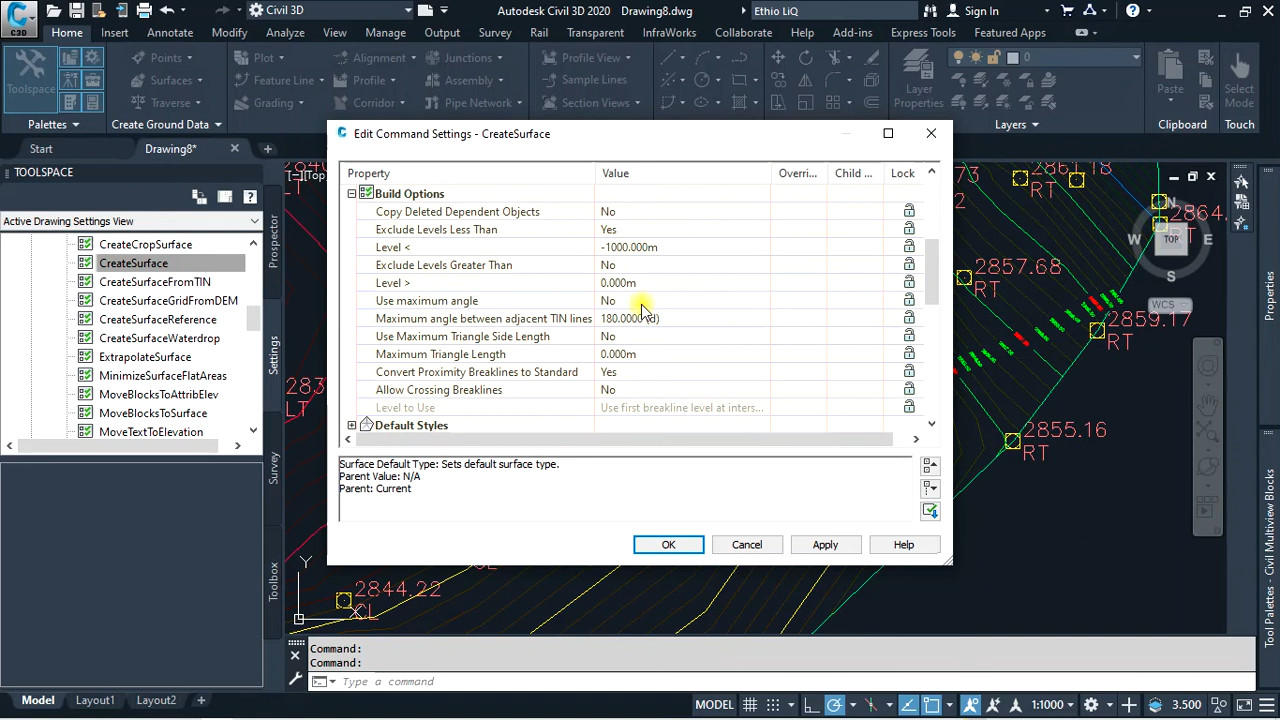 C3D
Civil 3D
Autodesk Civil 3D 2020
Drawing8.dwg
Ethio LiQ
Sign In
Home
Insert
Annotate
Modify
Analyze
View
Manage
Output
Survey
Rail
Transparent
InfraWorks
Collaborate
Help
Add-ins
Express Tools
Featured Apps
Toolspace
Points
Surfaces
Traverse
Plot
Feature Line
Grading
Alignment
Profile
Corridor
Junctions
Assembly
Pipe Network
Profile View
Sample Lines
Section Views
Layer
Properties
0
Paste
Select
Mode
Palettes
Create Ground Data
Layers
Clipboard
Touch
Start
Drawing8*
TOOLSPACE
Active Drawing Settings View
CreateCropSurface
CreateSurface
CreateSurfaceFromTIN
CreateSurfaceGridFromDEM
CreateSurfaceReference
CreateSurfaceWaterdrop
ExtrapolateSurface
MinimizeSurfaceFlatAreas
MoveBlocksToAttribElev
MoveBlocksToSurface
MoveTextToElevation
Prospector
Settings
Survey
Toolbox
Edit Command Settings - CreateSurface
Property
Value
Overri...
Child ...
Lock
Build Options
Copy Deleted Dependent Objects
No
Exclude Levels Less Than
Yes
Level <
-1000.000m
Exclude Levels Greater Than
No
Level >
0.000m
Use maximum angle
No
Maximum angle between adjacent TIN lines
180.0000 (d)
Use Maximum Triangle Side Length
No
Maximum Triangle Length
0.000m
Convert Proximity Breaklines to Standard
Yes
Allow Crossing Breaklines
No
Level to Use
Use first breakline level at inters...
Default Styles
Surface Default Type: Sets default surface type.
Parent Value: N/A
Parent: Current
OK
Cancel
Apply
Help
LT
2861.18
RT
2864.
N
W
TOP
E
S
WCS
2857.68
RT
2859.17
RT
2855.16
RT
2844.22
CL
Y
X
Properties
Tool Palettes - Civil Multiview Blocks
Command:
Command:
Type a command
Model
Layout1
Layout2
MODEL
1:1000
3.500